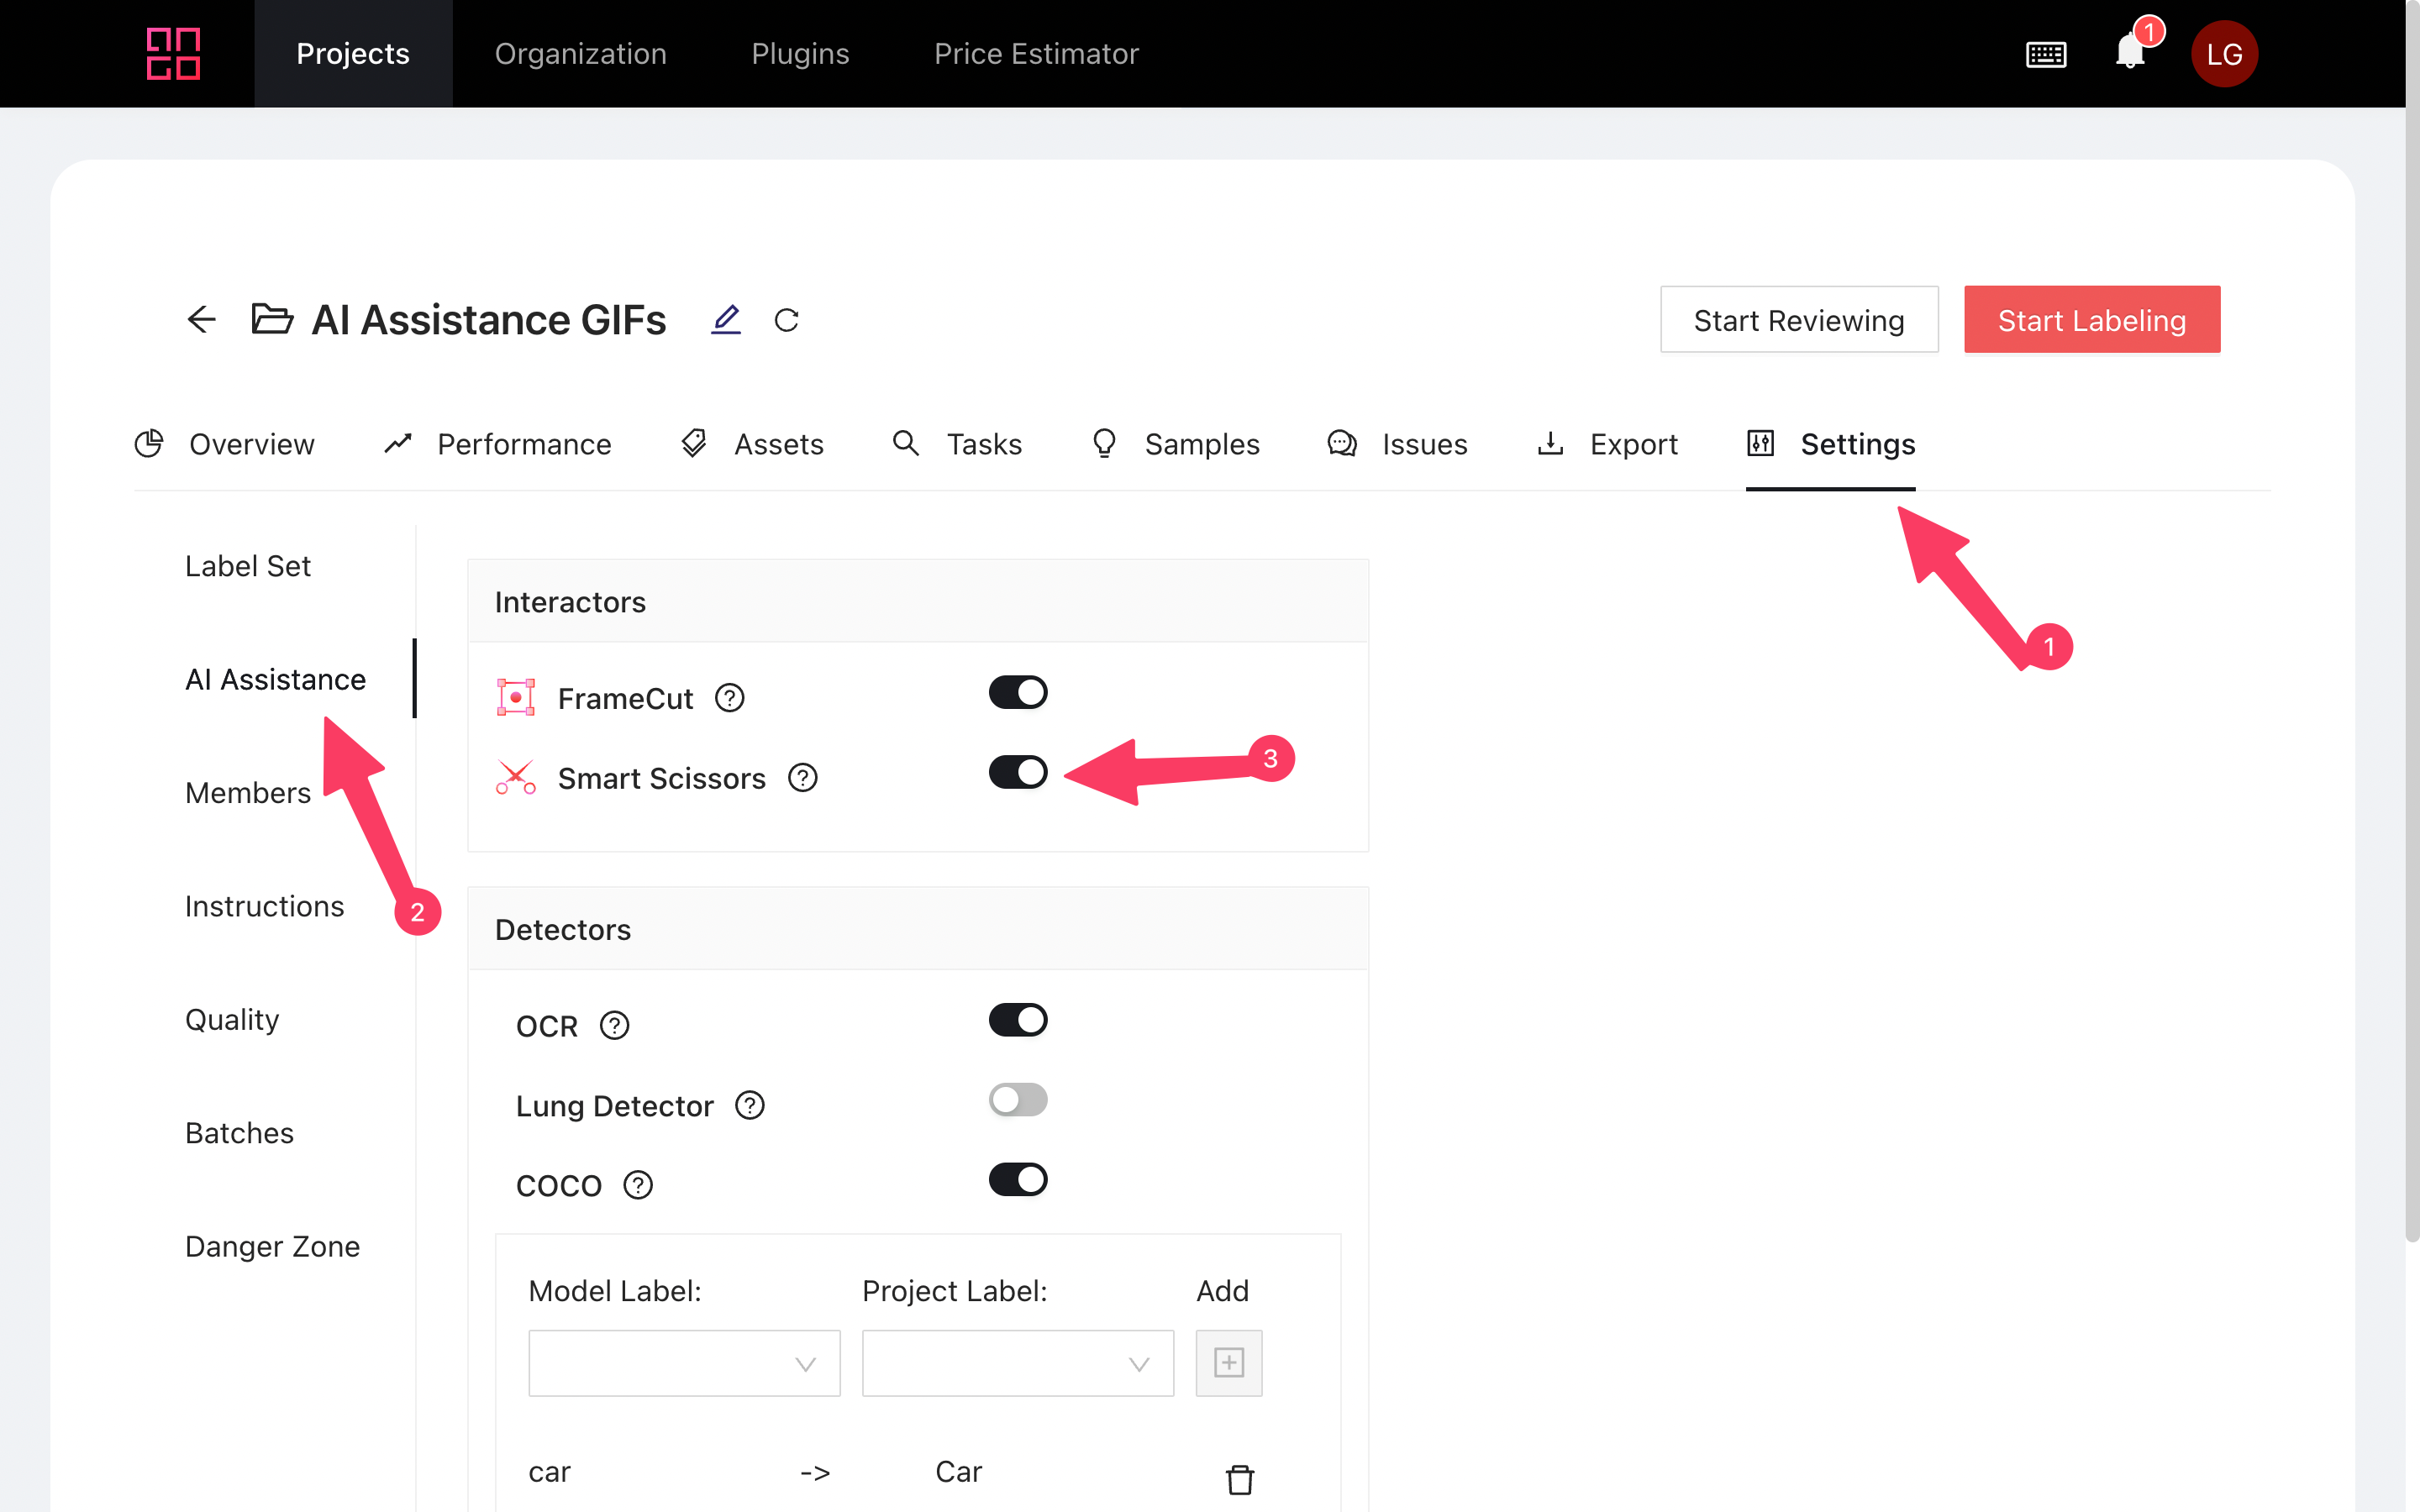 Projects Organization Plugins Price Estimator 1 LG
AI Assistance GIFs Start Reviewing Start Labeling
Overview Performance Assets Tasks Samples Issues Export Settings
Label Set
AI Assistance
Members
Instructions
Quality
Batches
Danger Zone
Interactors
FrameCut ?
Smart Scissors ?
1
2
3
Detectors
OCR ?
Lung Detector ?
COCO ?
Model Label: Project Label: Add
car -> Car